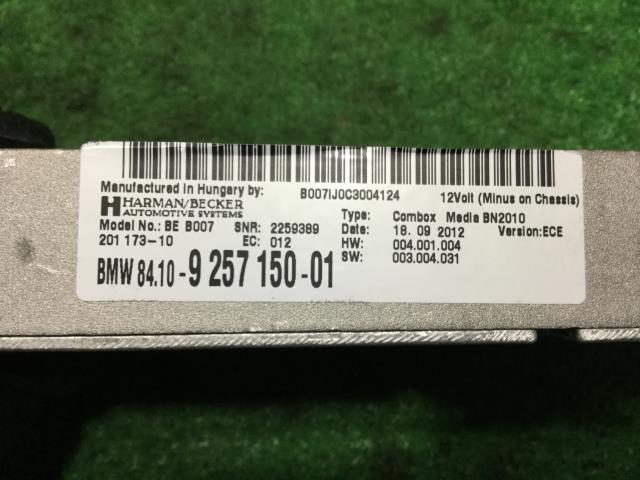 Manufactured in Hungary by: B007IJ0C3004124 12Volt (Minus on Chassis)
HARMAN/BECKER
AUTOMOTIVE SYSTEMS
Type: Combox Media BN2010
Model No.: BE B007 SNR: 2259389 Date: 18. 09 2012 Version:ECE
201 173-10 EC: 012 HW: 004.001.004
SW: 003.004.031
BMW 84.10-9 257 150-01